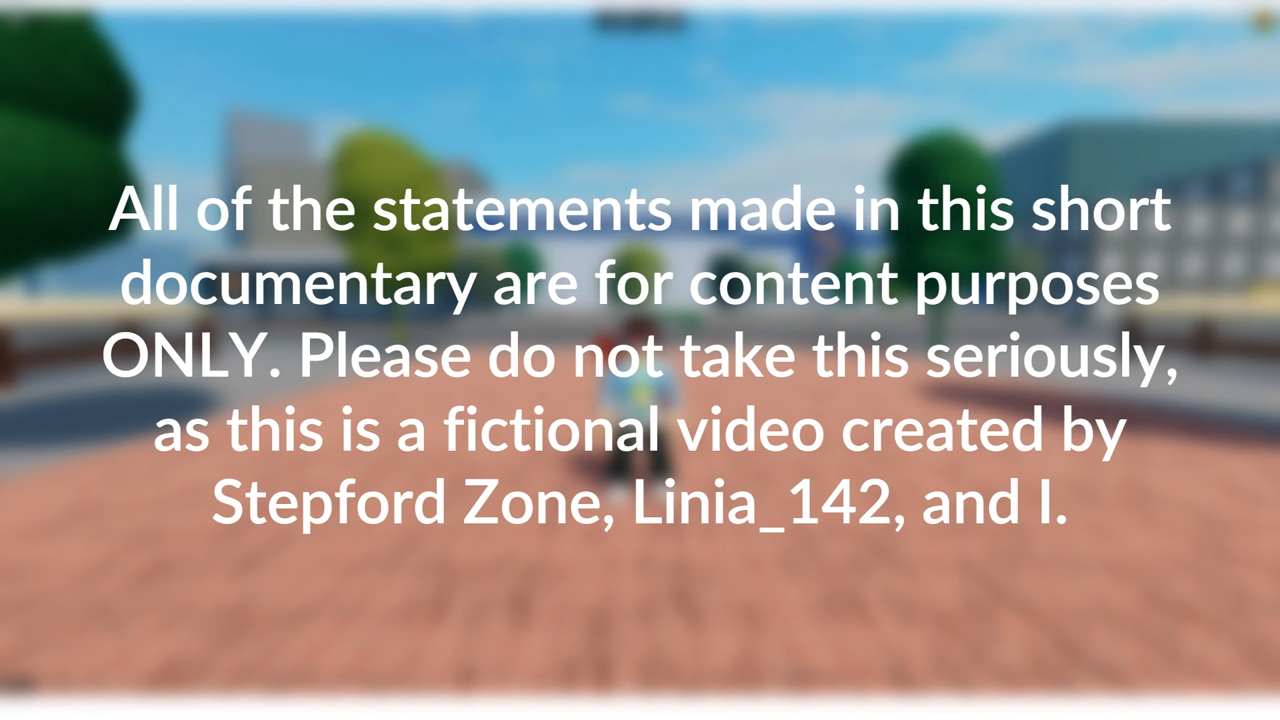 All of the statements made in this short
documentary are for content purposes
ONLY. Please do not take this seriously,
as this is a fictional video created by
Stepford Zone, Linia_142, and I.